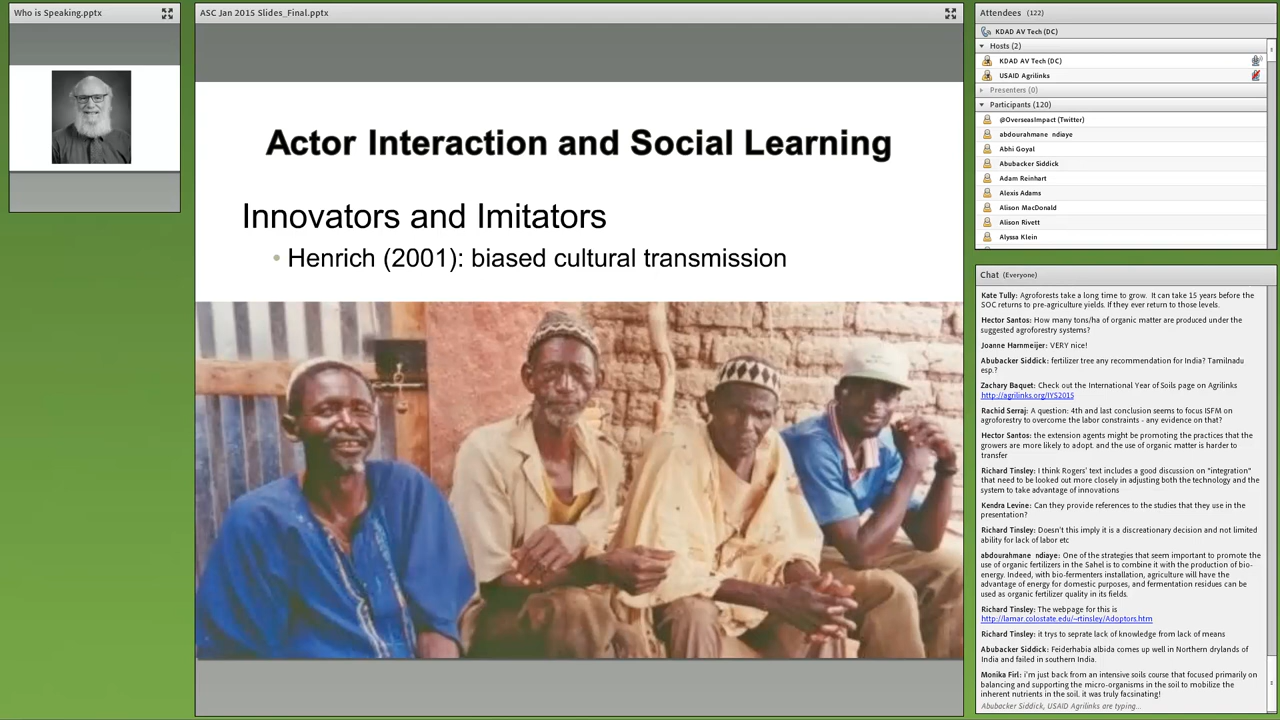 Who is Speaking.pptx
ASC Jan 2015 Slides_Final.pptx
Actor Interaction and Social Learning
Innovators and Imitators
• Henrich (2001): biased cultural transmission
Attendees (122)
KDAD AV Tech (DC)
Hosts (2)
KDAD AV Tech (DC)
USAID Agrilinks
Presenters (0)
Participants (120)
@OverseasImpact (Twitter)
abdourahmane ndiaye
Abhi Goyal
Abubacker Siddick
Adam Reinhart
Alexis Adams
Alison MacDonald
Alison Rivett
Alyssa Klein
Chat (Everyone)
Kate Tully: Agroforests take a long time to grow. It can take 15 years before the
SOC returns to pre-agriculture yields. If they ever return to those levels.
Hector Santos: How many tons/ha of organic matter are produced under the
suggested agroforestry systems?
Joanne Harnmeijer: VERY nice!
Abubacker Siddick: fertilizer tree any recommendation for India? Tamilnadu
esp.?
Zachary Baquet: Check out the International Year of Soils page on Agrilinks
http://agrilinks.org/IYS2015
Rachid Serraj: A question: 4th and last conclusion seems to focus ISFM on
agroforestry to overcome the labor constraints - any evidence on that?
Hector Santos: the extension agents might be promoting the practices that the
growers are more likely to adopt. and the use of organic matter is harder to
transfer
Richard Tinsley: I think Rogers' text includes a good discussion on "integration"
that need to be looked out more closely in adjusting both the technology and the
system to take advantage of innovations
Kendra Levine: Can they provide references to the studies that they use in the
presentation?
Richard Tinsley: Doesn't this imply it is a discreationary decision and not limited
ability for lack of labor etc
abdourahmane ndiaye: One of the strategies that seem important to promote the
use of organic fertilizers in the Sahel is to combine it with the production of bio-
energy. Indeed, with bio-fermenters installation, agriculture will have the
advantage of energy for domestic purposes, and fermentation residues can be
used as organic fertilizer quality in its fields.
Richard Tinsley: The webpage for this is
http://lamar.colostate.edu/~rtinsley/Adoptors.htm
Richard Tinsley: it trys to seprate lack of knowledge from lack of means
Abubacker Siddick: Feiderhabia albida comes up well in Northern drylands of
India and failed in southern India.
Monika Firl: i'm just back from an intensive soils course that focused primarily on
balancing and supporting the micro-organisms in the soil to mobilize the
inherent nutrients in the soil. it was truly facsinating!
Abubacker Siddick, USAID Agrilinks are typing...